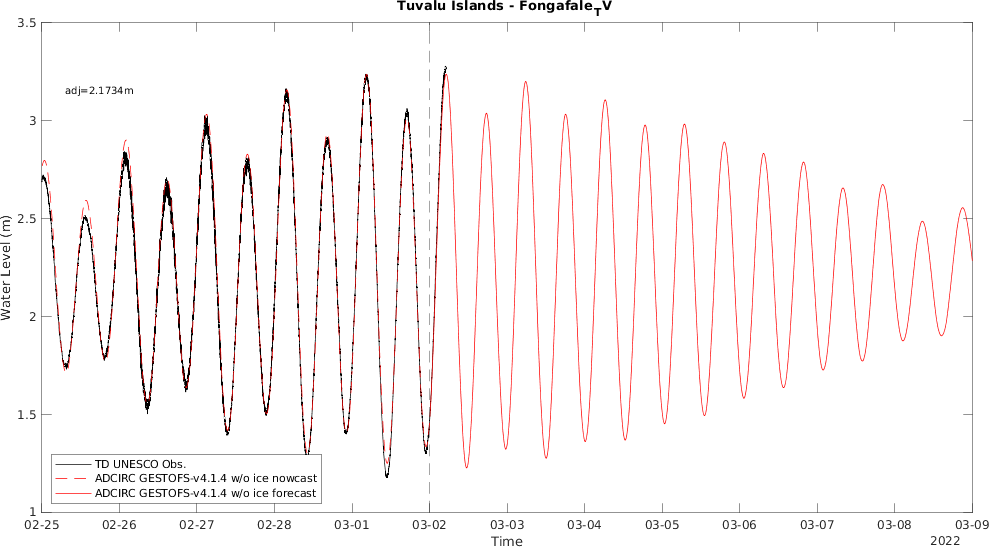 Tuvalu Islands - Fongafale_TV
adj=2.1734m
3.5
3
2.5
2
1.5
1
Water Level (m)
TD UNESCO Obs.
ADCIRC GESTOFS-v4.1.4 w/o ice nowcast
ADCIRC GESTOFS-v4.1.4 w/o ice forecast
02-25 02-26 02-27 02-28 03-01 03-02 03-03 03-04 03-05 03-06 03-07 03-08 03-09
Time
2022